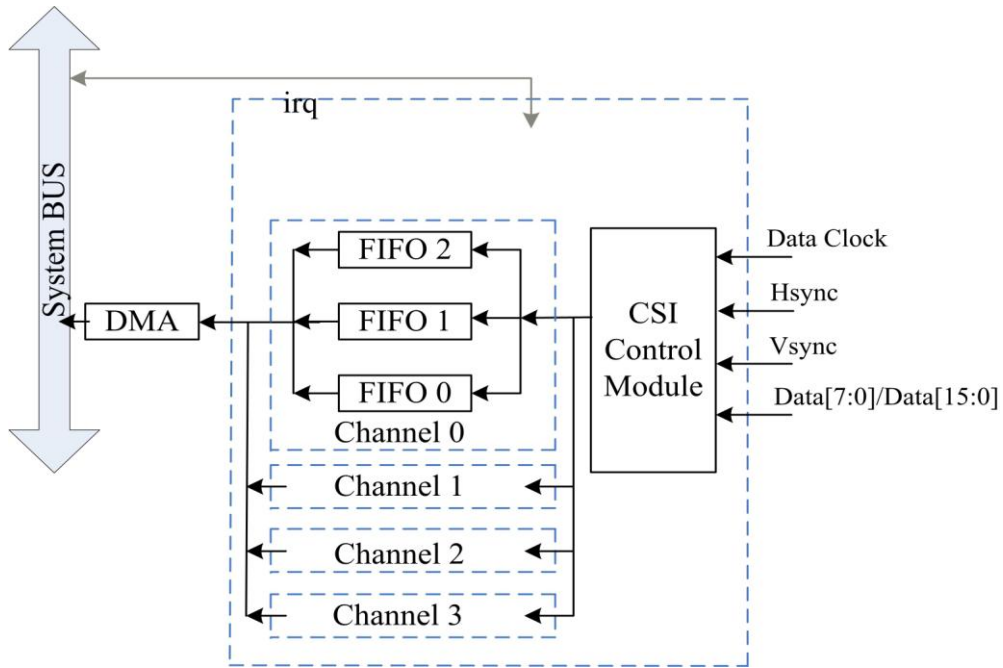 irq
System BUS
DMA
FIFO 2
FIFO 1
FIFO 0
Channel 0
Channel 1
Channel 2
Channel 3
CSI
Control
Module
Data Clock
Hsync
Vsync
Data[7:0]/Data[15:0]